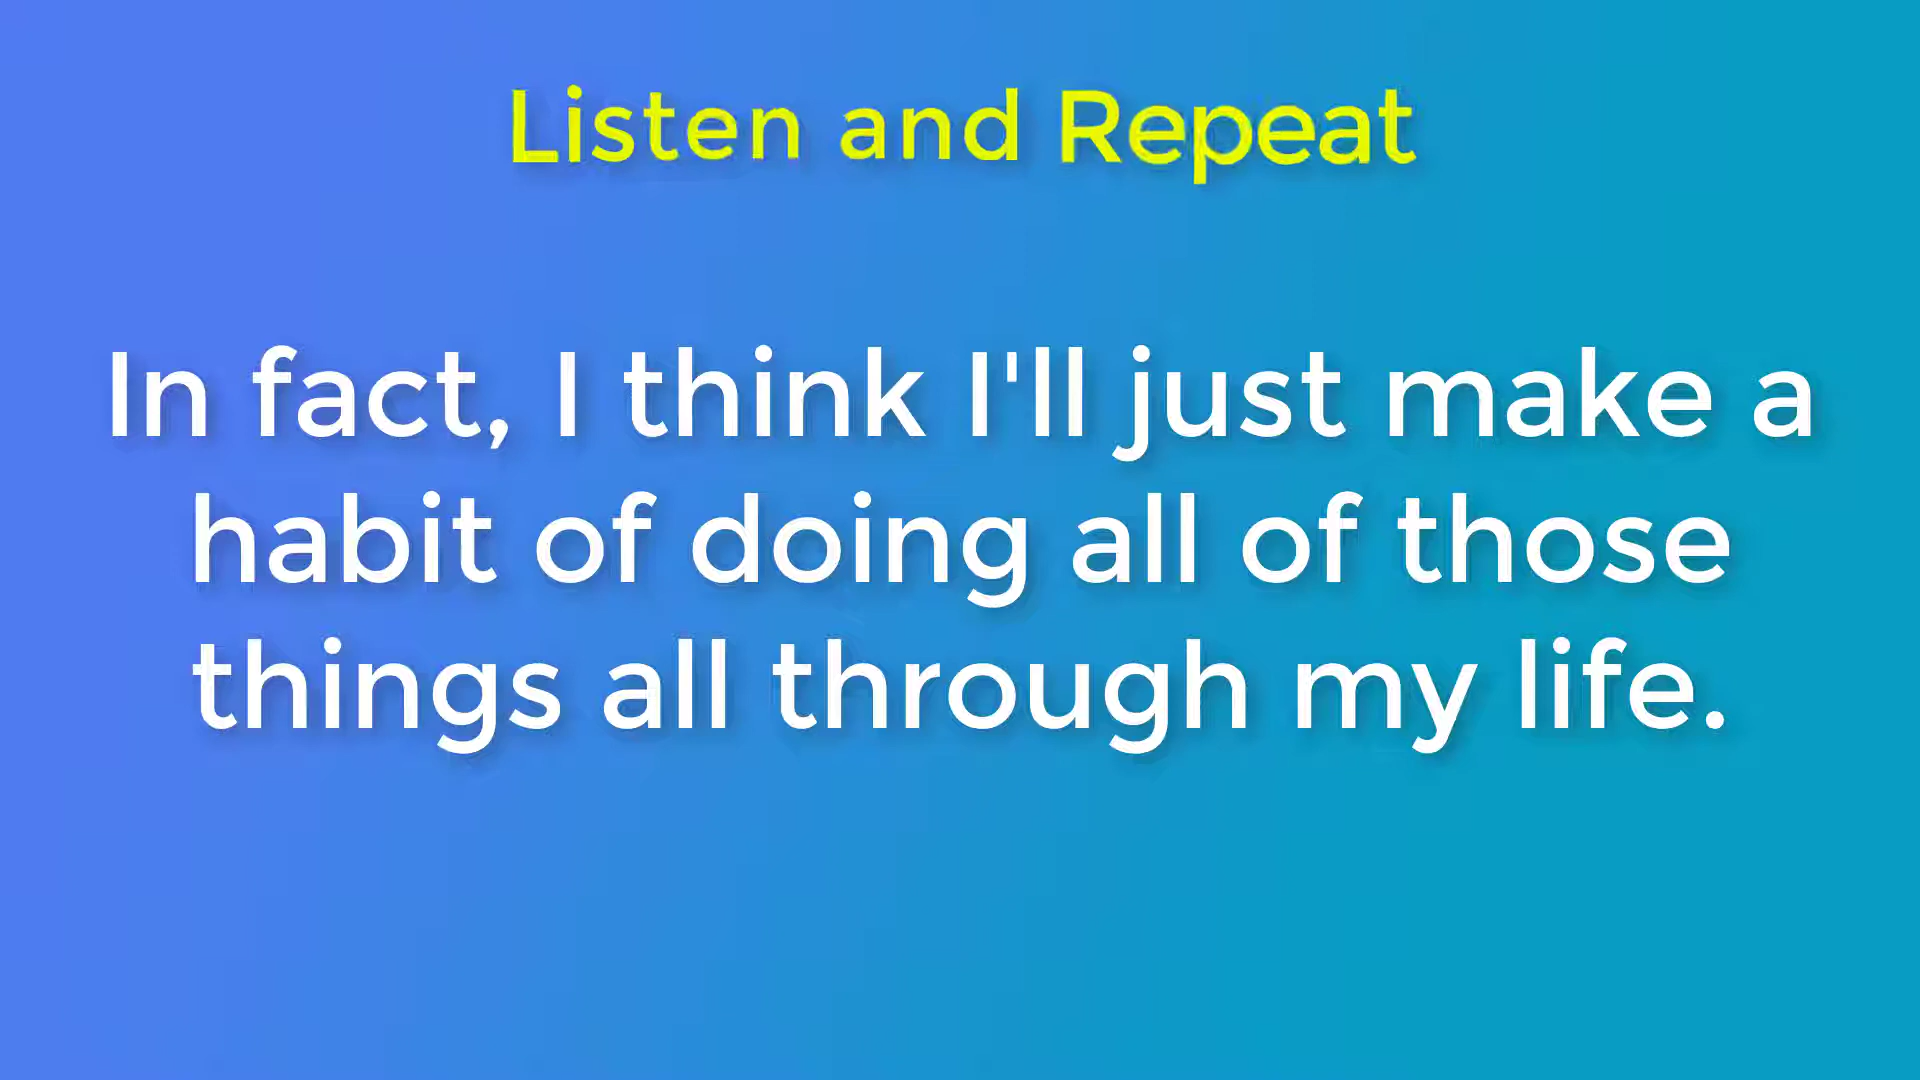 Listen and Repeat
In fact, I think I'll just make a
habit of doing all of those
things all through my life.